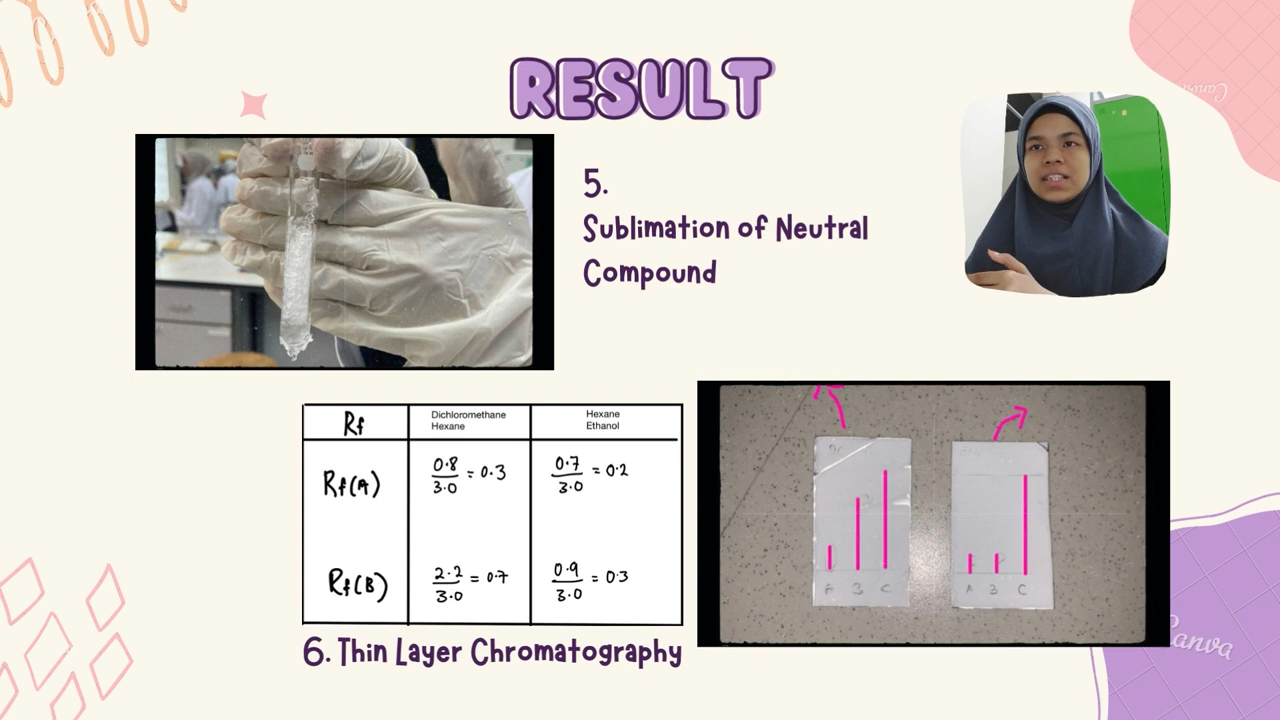 RESULT
5.
Sublimation of Neutral
Compound
Rf
Dichloromethane
Hexane
Hexane
Ethanol
Rf(A)
0.8/3.0 = 0.3
0.7/3.0 = 0.2
Rf(B)
2.2/3.0 = 0.7
0.9/3.0 = 0.3
6. Thin Layer Chromatography
B C
A B C
Canva
Canva